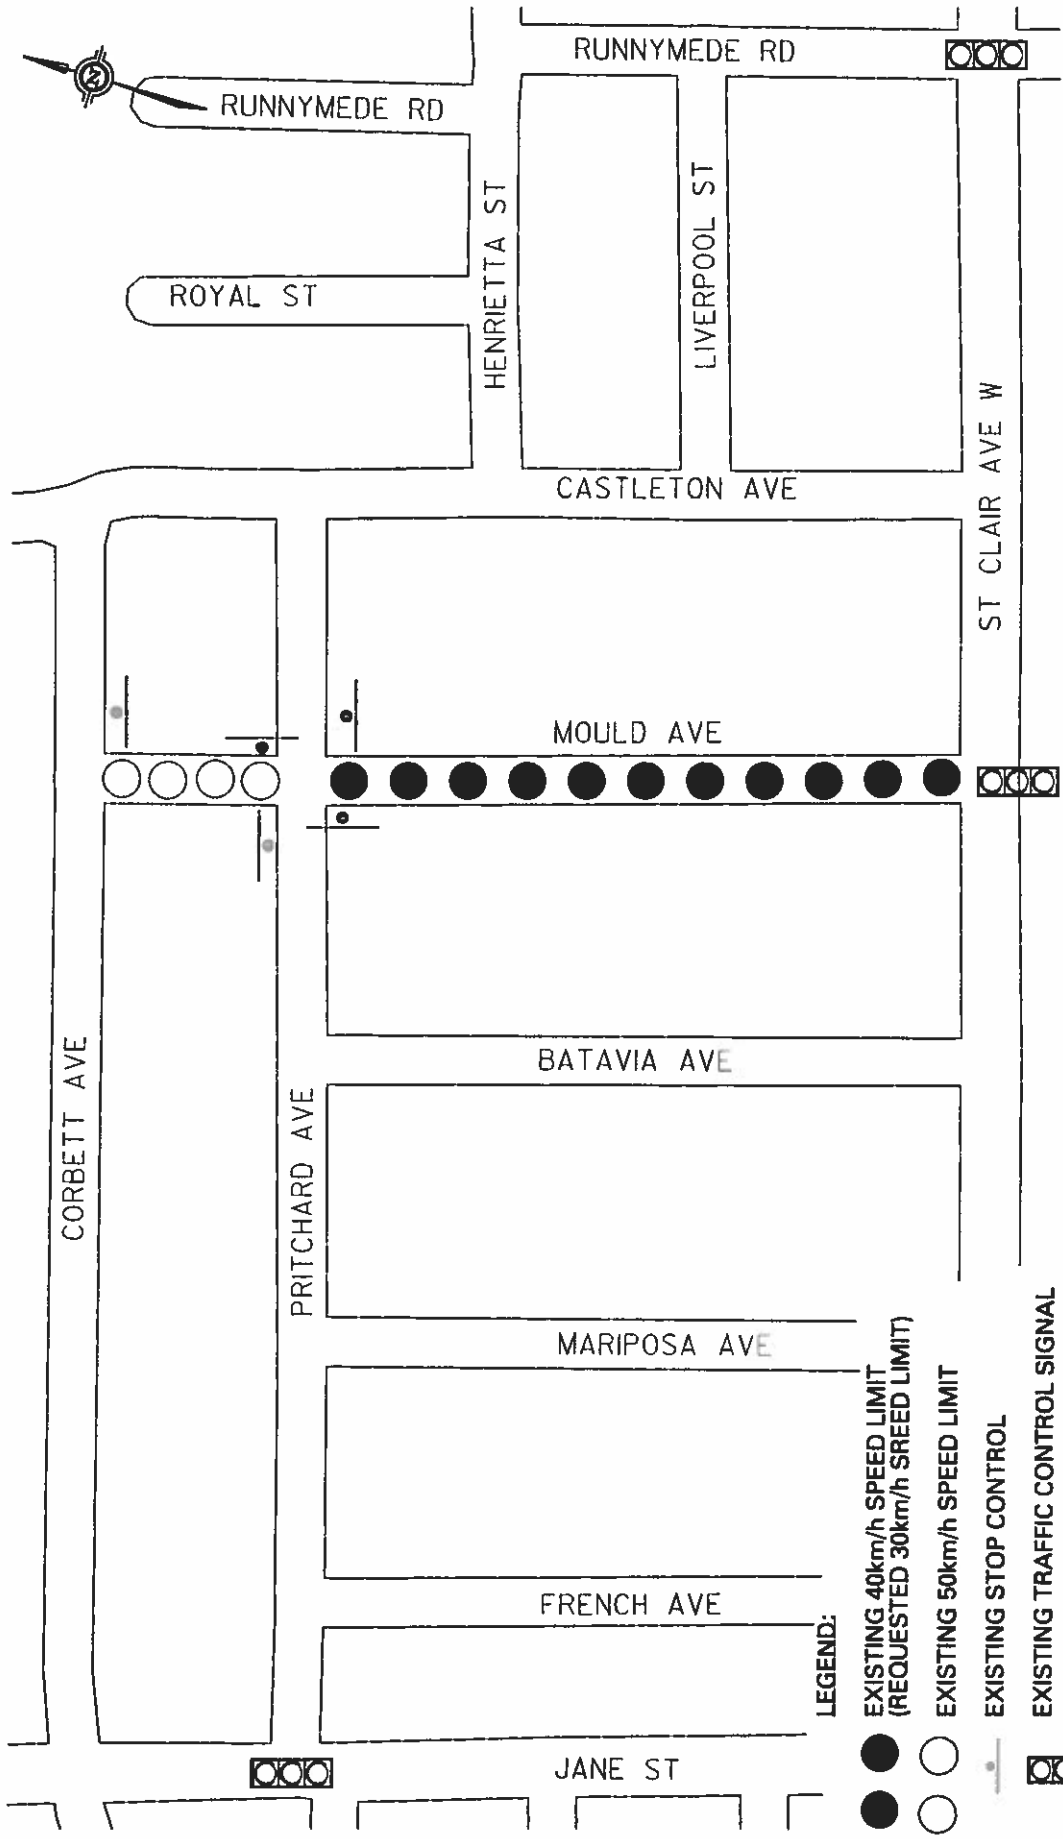 RUNNYMEDE RD
RUNNYMEDE RD
HENRIETTA ST
LIVERPOOL ST
ROYAL ST
ST CLAIR AVE W
CASTLETON AVE
MOULD AVE
CORBETT AVE
PRITCHARD AVE
BATAVIA AVE
MARIPOSA AVE
FRENCH AVE
JANE ST
LEGEND:
EXISTING 40km/h SPEED LIMIT
(REQUESTED 30km/h SREED LIMIT)
EXISTING 50km/h SPEED LIMIT
EXISTING STOP CONTROL
EXISTING TRAFFIC CONTROL SIGNAL
N